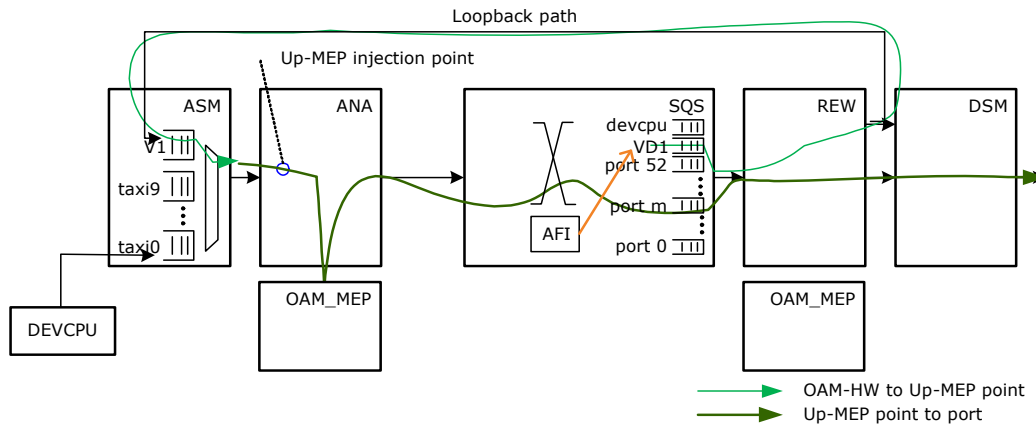 Loopback path
Up-MEP injection point
ASM
ANA
SQS
REW
DSM
devcpu
V1
VD1
port 52
taxi9
port m
AFI
taxi0
port 0
OAM_MEP
OAM_MEP
DEVCPU
OAM-HW to Up-MEP point
Up-MEP point to port